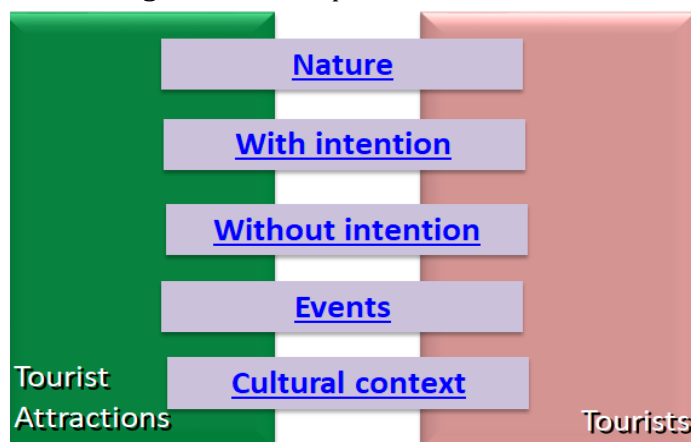 Nature
With intention
Without intention
Events
Cultural context
Tourist
Attractions
Tourists